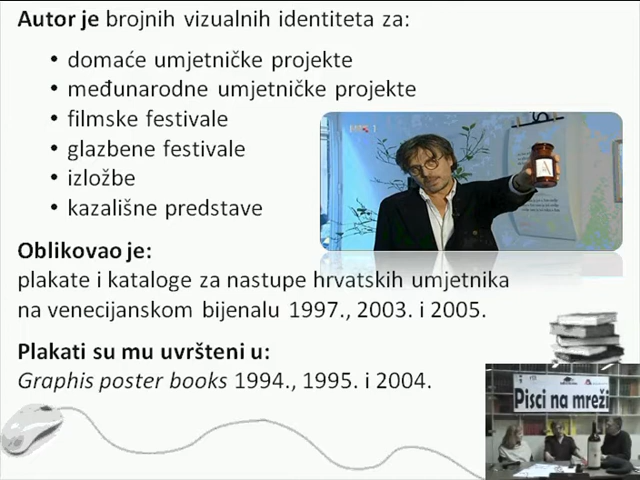 Autor je brojnih vizualnih identiteta za:
• domaće umjetničke projekte
• međunarodne umjetničke projekte
• filmske festivale
• glazbene festivale
• izložbe
• kazališne predstave
Oblikovao je:
plakate i kataloge za nastupe hrvatskih umjetnika
na venecijanskom bijenalu 1997., 2003. i 2005.
Plakati su mu uvršteni u:
Graphis poster books 1994., 1995. i 2004.
Pisci na mreži